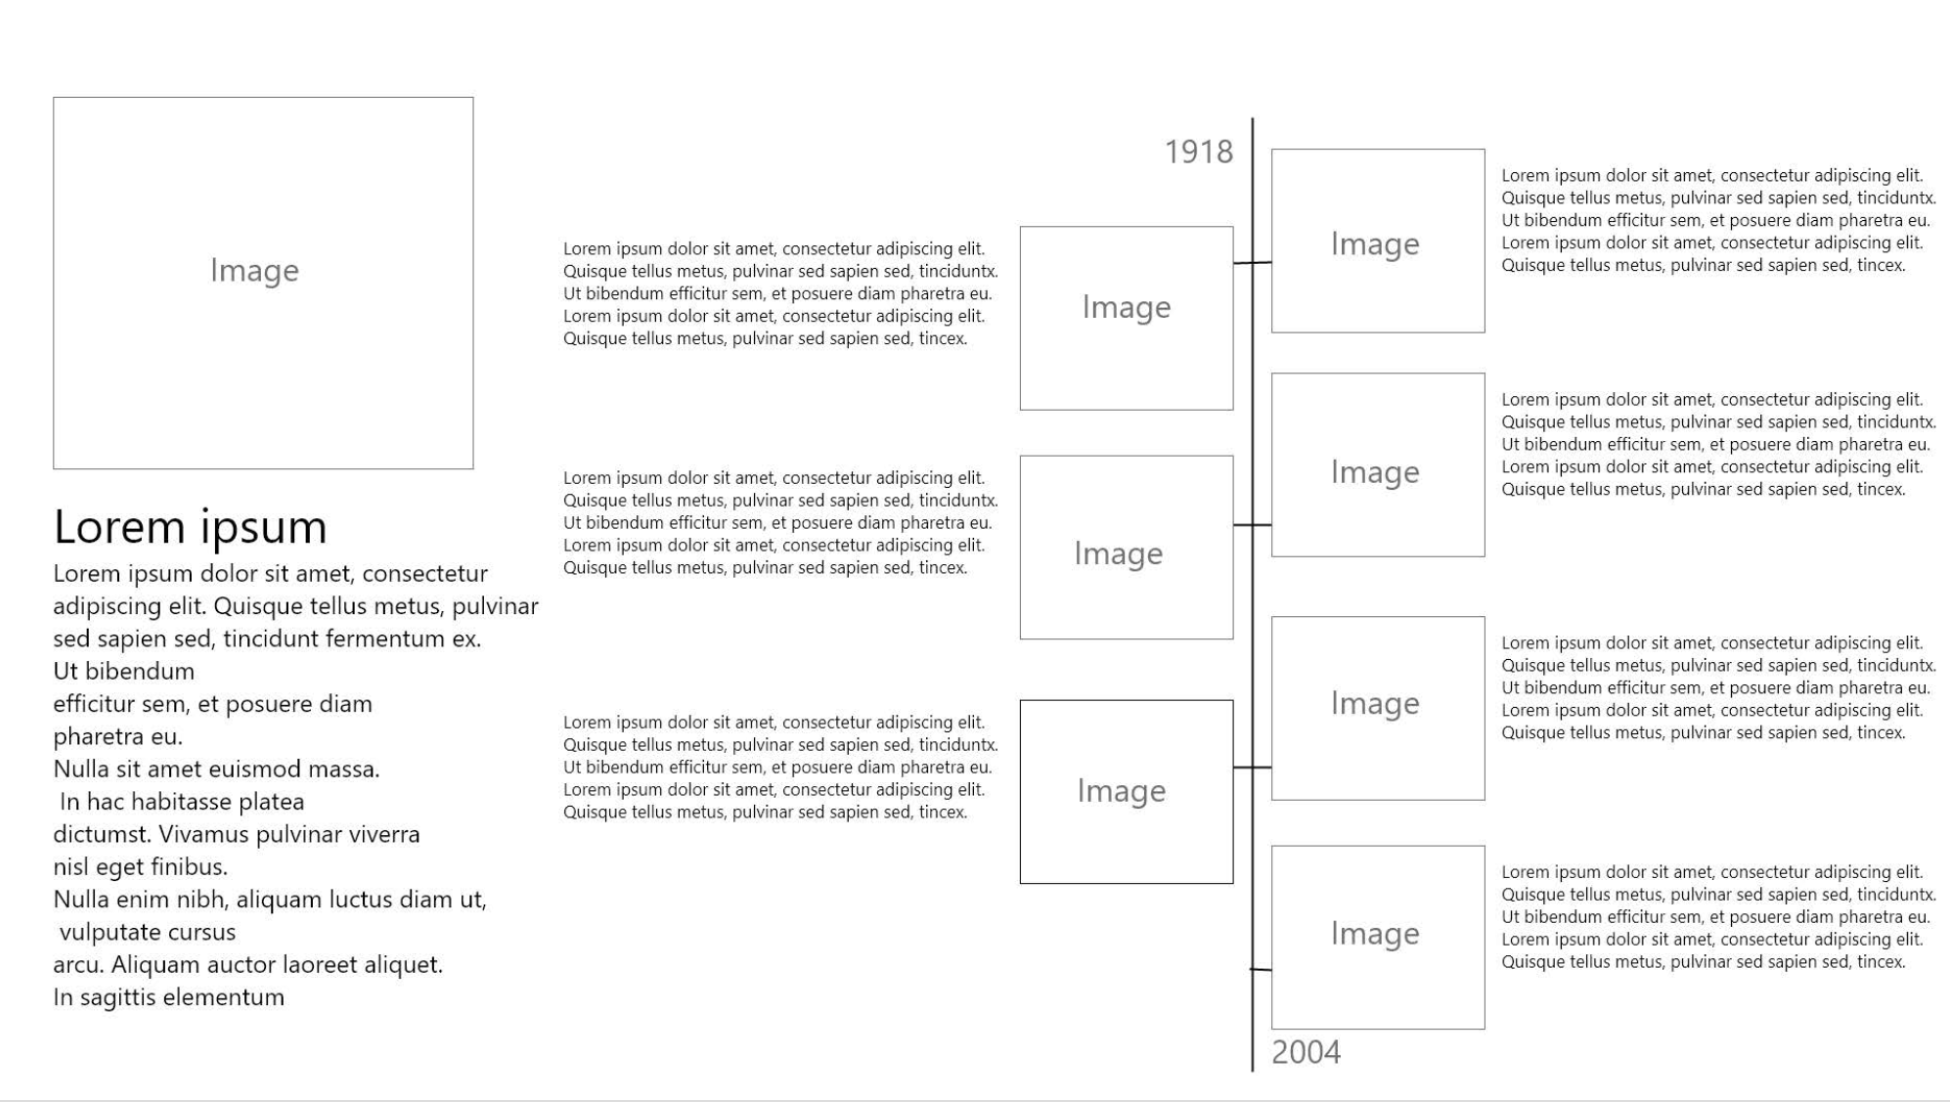 Image
Lorem ipsum
Lorem ipsum dolor sit amet, consectetur
adipiscing elit. Quisque tellus metus, pulvinar
sed sapien sed, tincidunt fermentum ex.
Ut bibendum
efficitur sem, et posuere diam
pharetra eu.
Nulla sit amet euismod massa.
In hac habitasse platea
dictumst. Vivamus pulvinar viverra
nisl eget finibus.
Nulla enim nibh, aliquam luctus diam ut,
vulputate cursus
arcu. Aliquam auctor laoreet aliquet.
In sagittis elementum
Lorem ipsum dolor sit amet, consectetur adipiscing elit.
Quisque tellus metus, pulvinar sed sapien sed, tinciduntx.
Ut bibendum efficitur sem, et posuere diam pharetra eu.
Lorem ipsum dolor sit amet, consectetur adipiscing elit.
Quisque tellus metus, pulvinar sed sapien sed, tincex.
Image
Lorem ipsum dolor sit amet, consectetur adipiscing elit.
Quisque tellus metus, pulvinar sed sapien sed, tinciduntx.
Ut bibendum efficitur sem, et posuere diam pharetra eu.
Lorem ipsum dolor sit amet, consectetur adipiscing elit.
Quisque tellus metus, pulvinar sed sapien sed, tincex.
Image
Lorem ipsum dolor sit amet, consectetur adipiscing elit.
Quisque tellus metus, pulvinar sed sapien sed, tinciduntx.
Ut bibendum efficitur sem, et posuere diam pharetra eu.
Lorem ipsum dolor sit amet, consectetur adipiscing elit.
Quisque tellus metus, pulvinar sed sapien sed, tincex.
Image
1918
Image
Lorem ipsum dolor sit amet, consectetur adipiscing elit.
Quisque tellus metus, pulvinar sed sapien sed, tinciduntx.
Ut bibendum efficitur sem, et posuere diam pharetra eu.
Lorem ipsum dolor sit amet, consectetur adipiscing elit.
Quisque tellus metus, pulvinar sed sapien sed, tincex.
Image
Lorem ipsum dolor sit amet, consectetur adipiscing elit.
Quisque tellus metus, pulvinar sed sapien sed, tinciduntx.
Ut bibendum efficitur sem, et posuere diam pharetra eu.
Lorem ipsum dolor sit amet, consectetur adipiscing elit.
Quisque tellus metus, pulvinar sed sapien sed, tincex.
Image
Lorem ipsum dolor sit amet, consectetur adipiscing elit.
Quisque tellus metus, pulvinar sed sapien sed, tinciduntx.
Ut bibendum efficitur sem, et posuere diam pharetra eu.
Lorem ipsum dolor sit amet, consectetur adipiscing elit.
Quisque tellus metus, pulvinar sed sapien sed, tincex.
Image
Lorem ipsum dolor sit amet, consectetur adipiscing elit.
Quisque tellus metus, pulvinar sed sapien sed, tinciduntx.
Ut bibendum efficitur sem, et posuere diam pharetra eu.
Lorem ipsum dolor sit amet, consectetur adipiscing elit.
Quisque tellus metus, pulvinar sed sapien sed, tincex.
2004